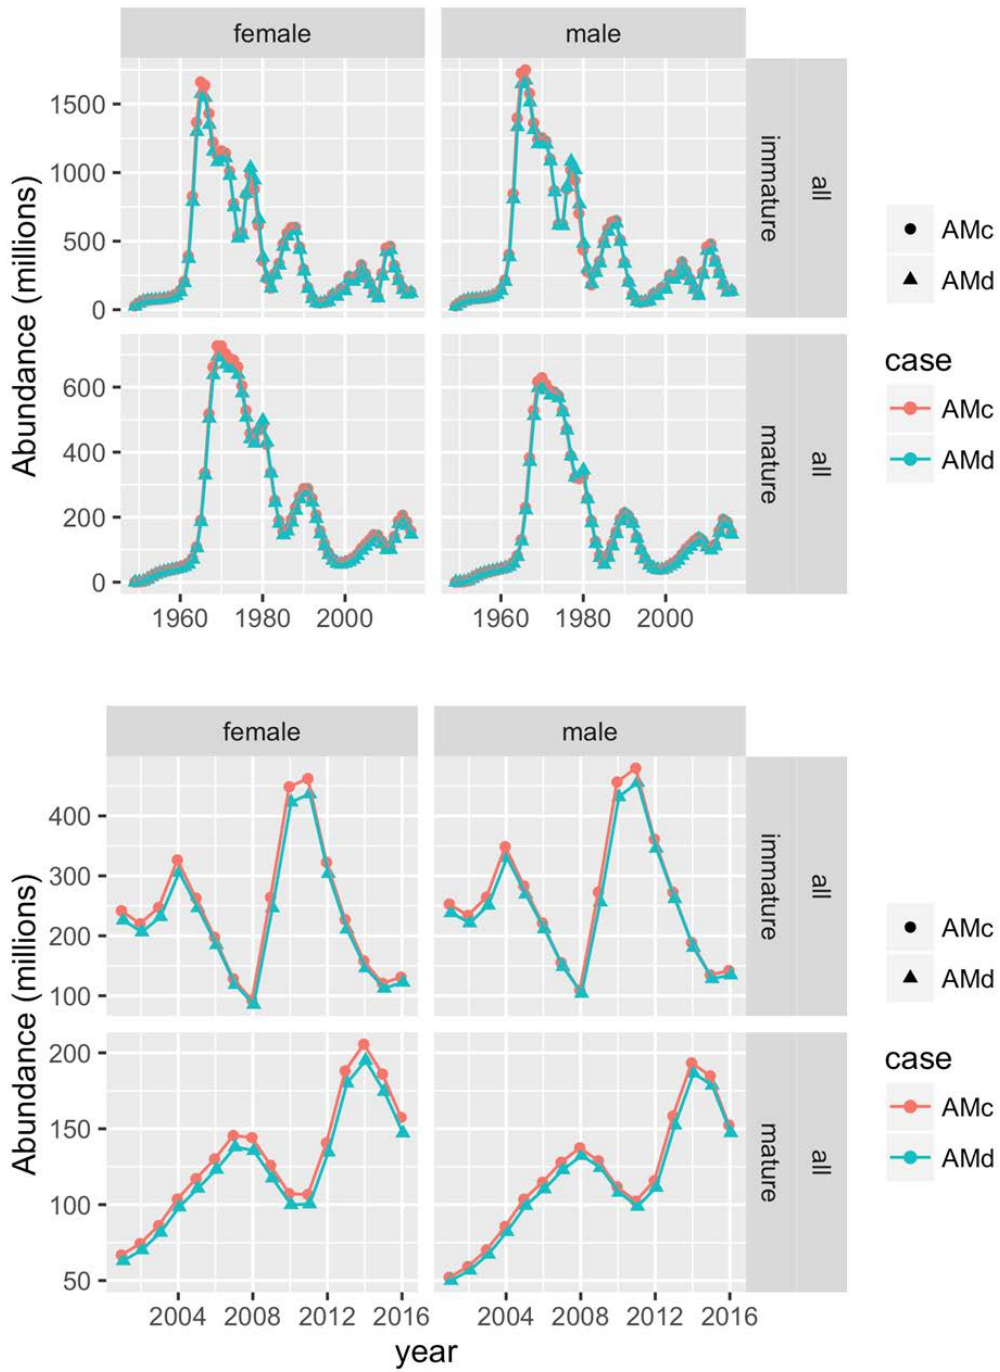 female male
Abundance (millions)
1500
1000
500
0
immature all
600
400
200
0
mature all
1960 1980 2000 1960 1980 2000
AMc
AMd
case
AMc
AMd
female male
Abundance (millions)
400
300
200
100
immature all
200
150
100
50
mature all
2004 2008 2012 2016 2004 2008 2012 2016
year
AMc
AMd
case
AMc
AMd